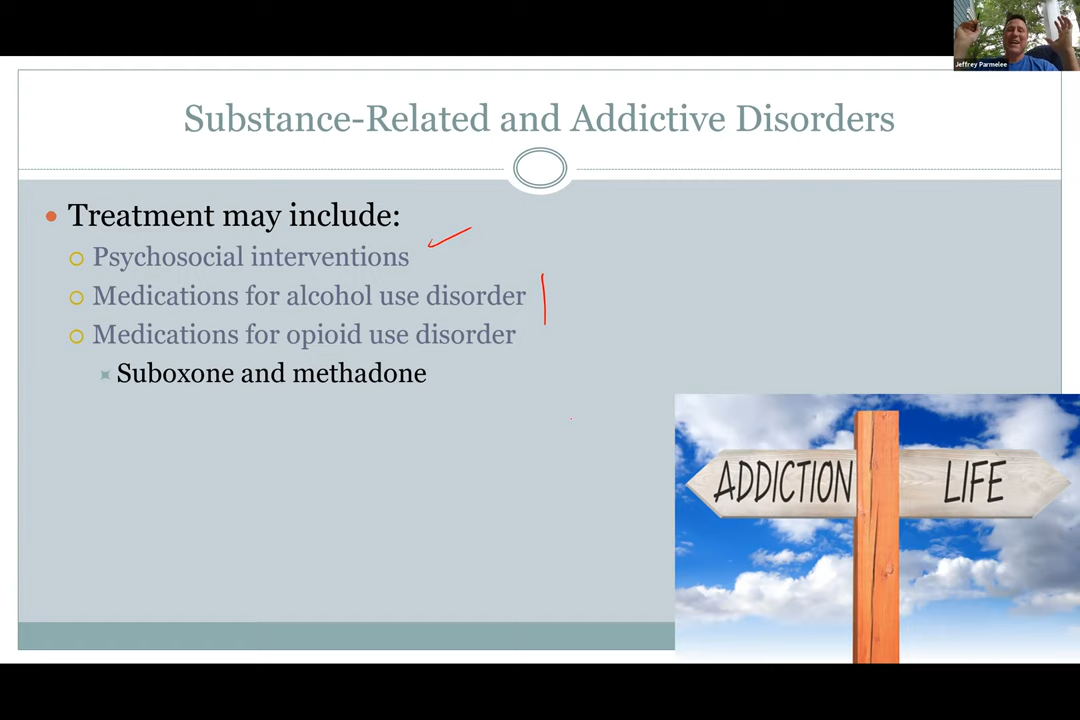 Jeffrey Parmelee
Substance-Related and Addictive Disorders
Treatment may include:
Psychosocial interventions
Medications for alcohol use disorder
Medications for opioid use disorder
Suboxone and methadone
ADDICTION
LIFE